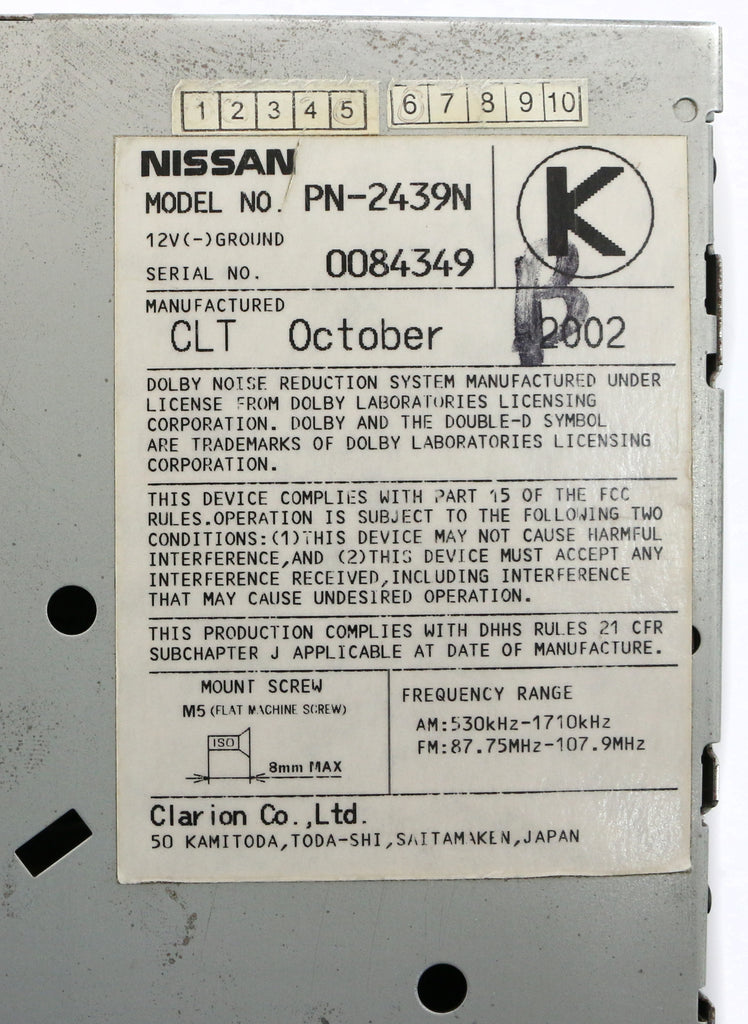 1 2 3 4 5 6 7 8 9 10
NISSAN
MODEL NO. PN-2439N
K
12V(-)GROUND
SERIAL NO. 0084349
B
MANUFACTURED
CLT October 2002
DOLBY NOISE REDUCTION SYSTEM MANUFACTURED UNDER
LICENSE FROM DOLBY LABORATORIES LICENSING
CORPORATION. DOLBY AND THE DOUBLE-D SYMBOL
ARE TRADEMARKS OF DOLBY LABORATORIES LICENSING
CORPORATION.
THIS DEVICE COMPLIES WITH PART 15 OF THE FCC
RULES.OPERATION IS SUBJECT TO THE FOLLOWING TWO
CONDITIONS:(1)THIS DEVICE MAY NOT CAUSE HARMFUL
INTERFERENCE,AND (2)THIS DEVICE MUST ACCEPT ANY
INTERFERENCE RECEIVED,INCLUDING INTERFERENCE
THAT MAY CAUSE UNDESIRED OPERATION.
THIS PRODUCTION COMPLIES WITH DHHS RULES 21 CFR
SUBCHAPTER J APPLICABLE AT DATE OF MANUFACTURE.
MOUNT SCREW
M5 (FLAT MACHINE SCREW)
ISO
8mm MAX
FREQUENCY RANGE
AM:530kHz-1710kHz
FM:87.75MHz-107.9MHz
Clarion Co.,Ltd.
50 KAMITODA,TODA-SHI,SAITAMAKEN,JAPAN